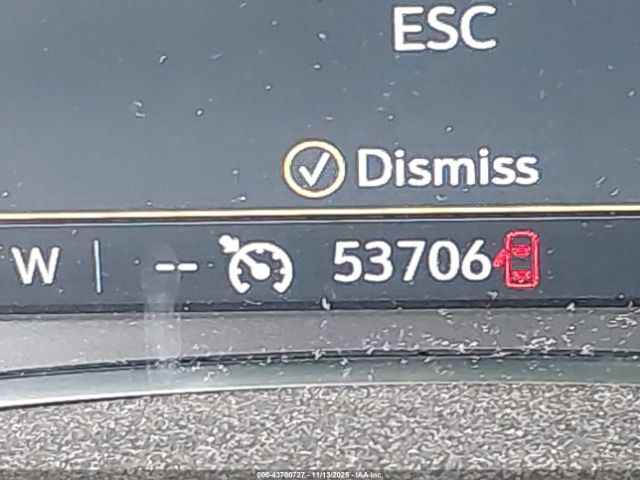 ESC
Dismiss
W | -- 53706
000-43700727 - 11/13/2025 - IAA Inc.